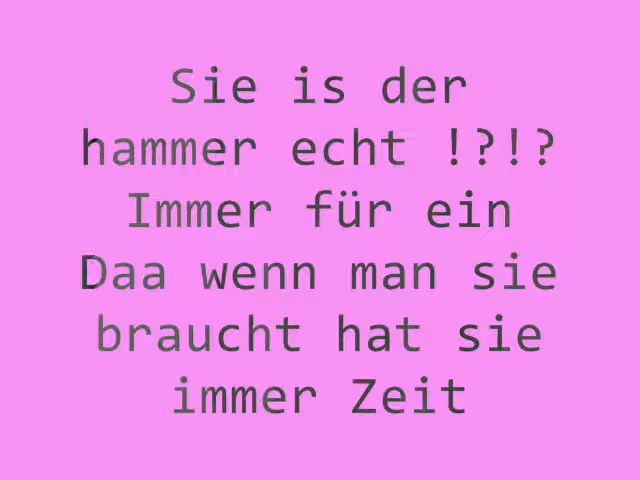 Sie is der
hammer echt !?!?
Immer für ein
Daa wenn man sie
braucht hat sie
immer Zeit